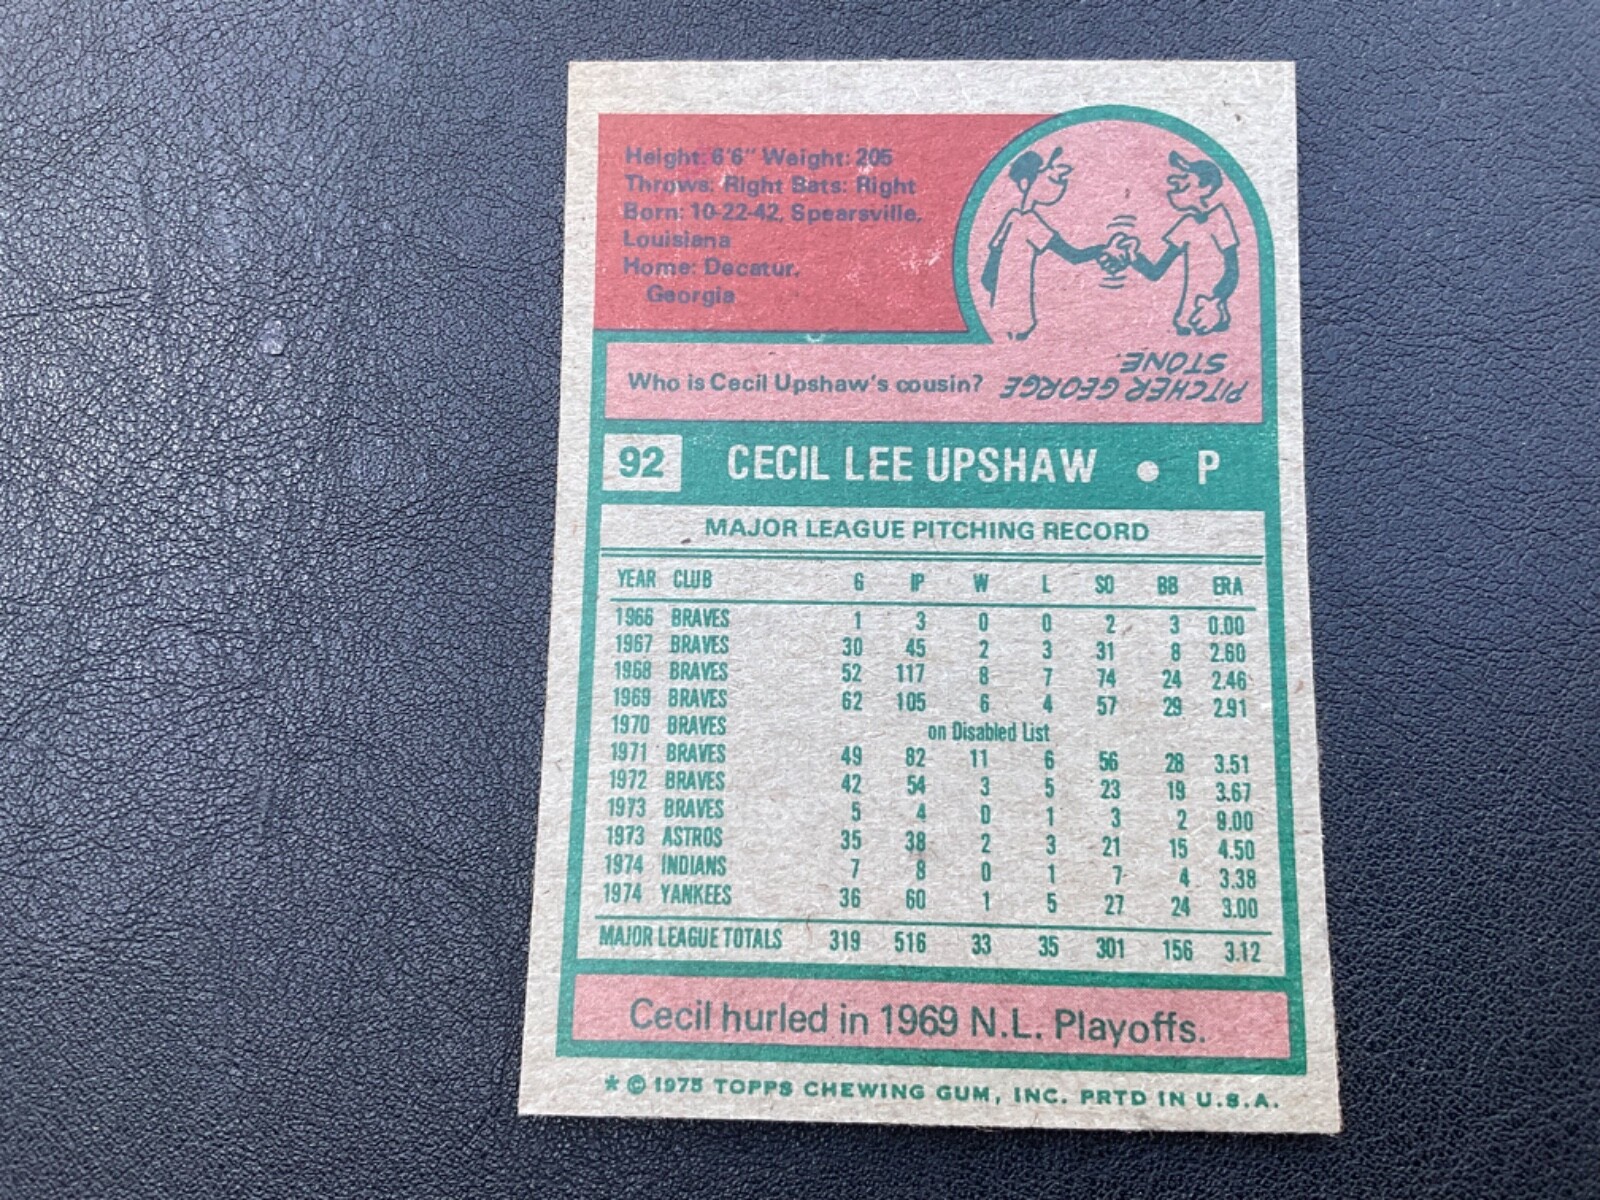 Height: 6'6" Weight: 205
Throws: Right Bats: Right
Born: 10-22-42, Spearsville,
Louisiana
Home: Decatur,
Georgia
Who is Cecil Upshaw's cousin?
PITCHER GEORGE
STONE.
92 CECIL LEE UPSHAW • P
MAJOR LEAGUE PITCHING RECORD
YEAR CLUB G IP W L SO BB ERA
1966 BRAVES 1 3 0 0 2 3 0.00
1967 BRAVES 30 45 2 3 31 8 2.60
1968 BRAVES 52 117 8 7 74 24 2.46
1969 BRAVES 62 105 6 4 57 29 2.91
1970 BRAVES on Disabled List
1971 BRAVES 49 82 11 6 56 28 3.51
1972 BRAVES 42 54 3 5 23 19 3.67
1973 BRAVES 5 4 0 1 3 2 9.00
1973 ASTROS 35 38 2 3 21 15 4.50
1974 INDIANS 7 8 0 1 7 4 3.38
1974 YANKEES 36 60 1 5 27 24 3.00
MAJOR LEAGUE TOTALS 319 516 33 35 301 156 3.12
Cecil hurled in 1969 N.L. Playoffs.
* © 1975 TOPPS CHEWING GUM, INC. PRTD IN U.S.A.